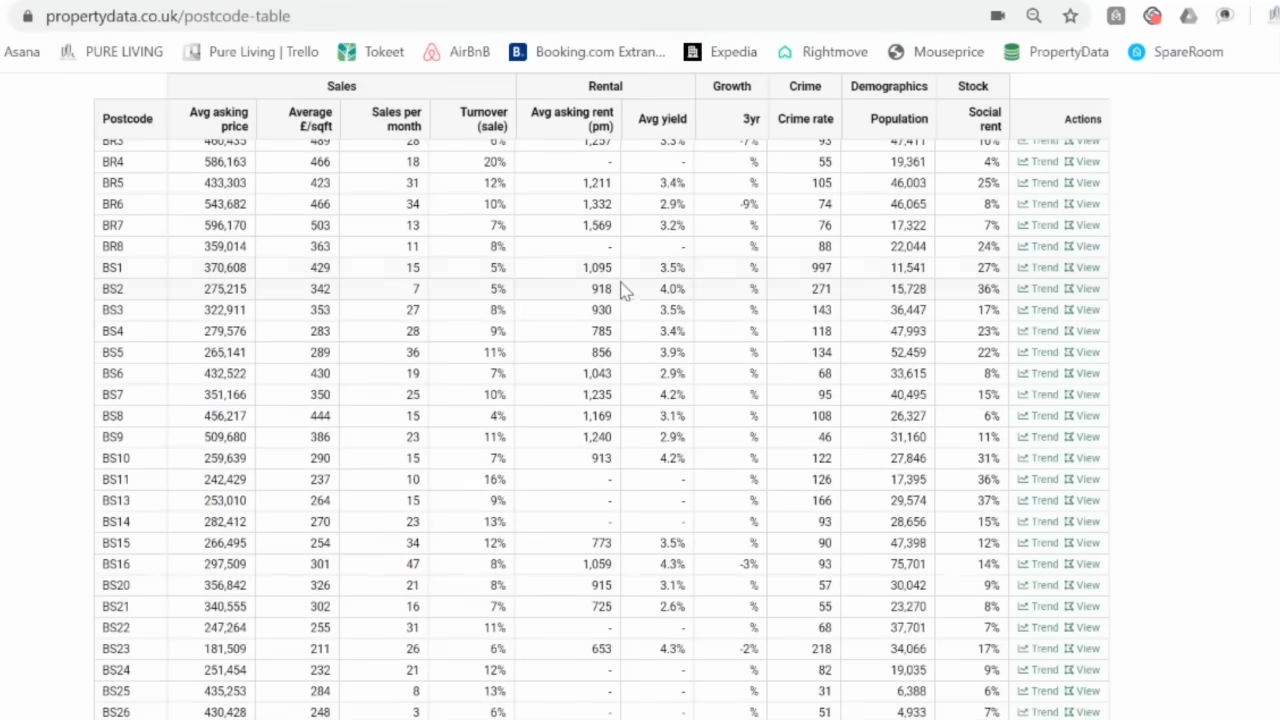 propertydata.co.uk/postcode-table
Asana PURE LIVING Pure Living | Trello Tokeet AirBnB B. Booking.com Extran... Expedia Rightmove Mouseprice PropertyData SpareRoom
Sales Rental Growth Crime Demographics Stock
Postcode Avg asking price Average £/sqft Sales per month Turnover (sale) Avg asking rent (pm) Avg yield 3yr Crime rate Population Social rent Actions
BR3 460,435 489 28 6% 1,257 3.3% -7% 93 47,411 10% Trend View
BR4 586,163 466 18 20% - - % 55 19,361 4% Trend View
BR5 433,303 423 31 12% 1,211 3.4% % 105 46,003 25% Trend View
BR6 543,682 466 34 10% 1,332 2.9% -9% 74 46,065 8% Trend View
BR7 596,170 503 13 7% 1,569 3.2% % 76 17,322 7% Trend View
BR8 359,014 363 11 8% - - % 88 22,044 24% Trend View
BS1 370,608 429 15 5% 1,095 3.5% % 997 11,541 27% Trend View
BS2 275,215 342 7 5% 918 4.0% % 271 15,728 36% Trend View
BS3 322,911 353 27 8% 930 3.5% % 143 36,447 17% Trend View
BS4 279,576 283 28 9% 785 3.4% % 118 47,993 23% Trend View
BS5 265,141 289 36 11% 856 3.9% % 134 52,459 22% Trend View
BS6 432,522 430 19 7% 1,043 2.9% % 68 33,615 8% Trend View
BS7 351,166 350 25 10% 1,235 4.2% % 95 40,495 15% Trend View
BS8 456,217 444 15 4% 1,169 3.1% % 108 26,327 6% Trend View
BS9 509,680 386 23 11% 1,240 2.9% % 46 31,160 11% Trend View
BS10 259,639 290 15 7% 913 4.2% % 122 27,846 31% Trend View
BS11 242,429 237 10 16% - - % 126 17,395 36% Trend View
BS13 253,010 264 15 9% - - % 166 29,574 37% Trend View
BS14 282,412 270 23 13% - - % 93 28,656 15% Trend View
BS15 266,495 254 34 12% 773 3.5% % 90 47,398 12% Trend View
BS16 297,509 301 47 8% 1,059 4.3% -3% 93 75,701 14% Trend View
BS20 356,842 326 21 8% 915 3.1% % 57 30,042 9% Trend View
BS21 340,555 302 16 7% 725 2.6% % 55 23,270 8% Trend View
BS22 247,264 255 31 11% - - % 68 37,701 7% Trend View
BS23 181,509 211 26 6% 653 4.3% -2% 218 34,066 17% Trend View
BS24 251,454 232 21 12% - - % 82 19,035 9% Trend View
BS25 435,253 284 8 13% - - % 31 6,388 6% Trend View
BS26 430,428 248 3 6% - - % 51 4,933 7% Trend View